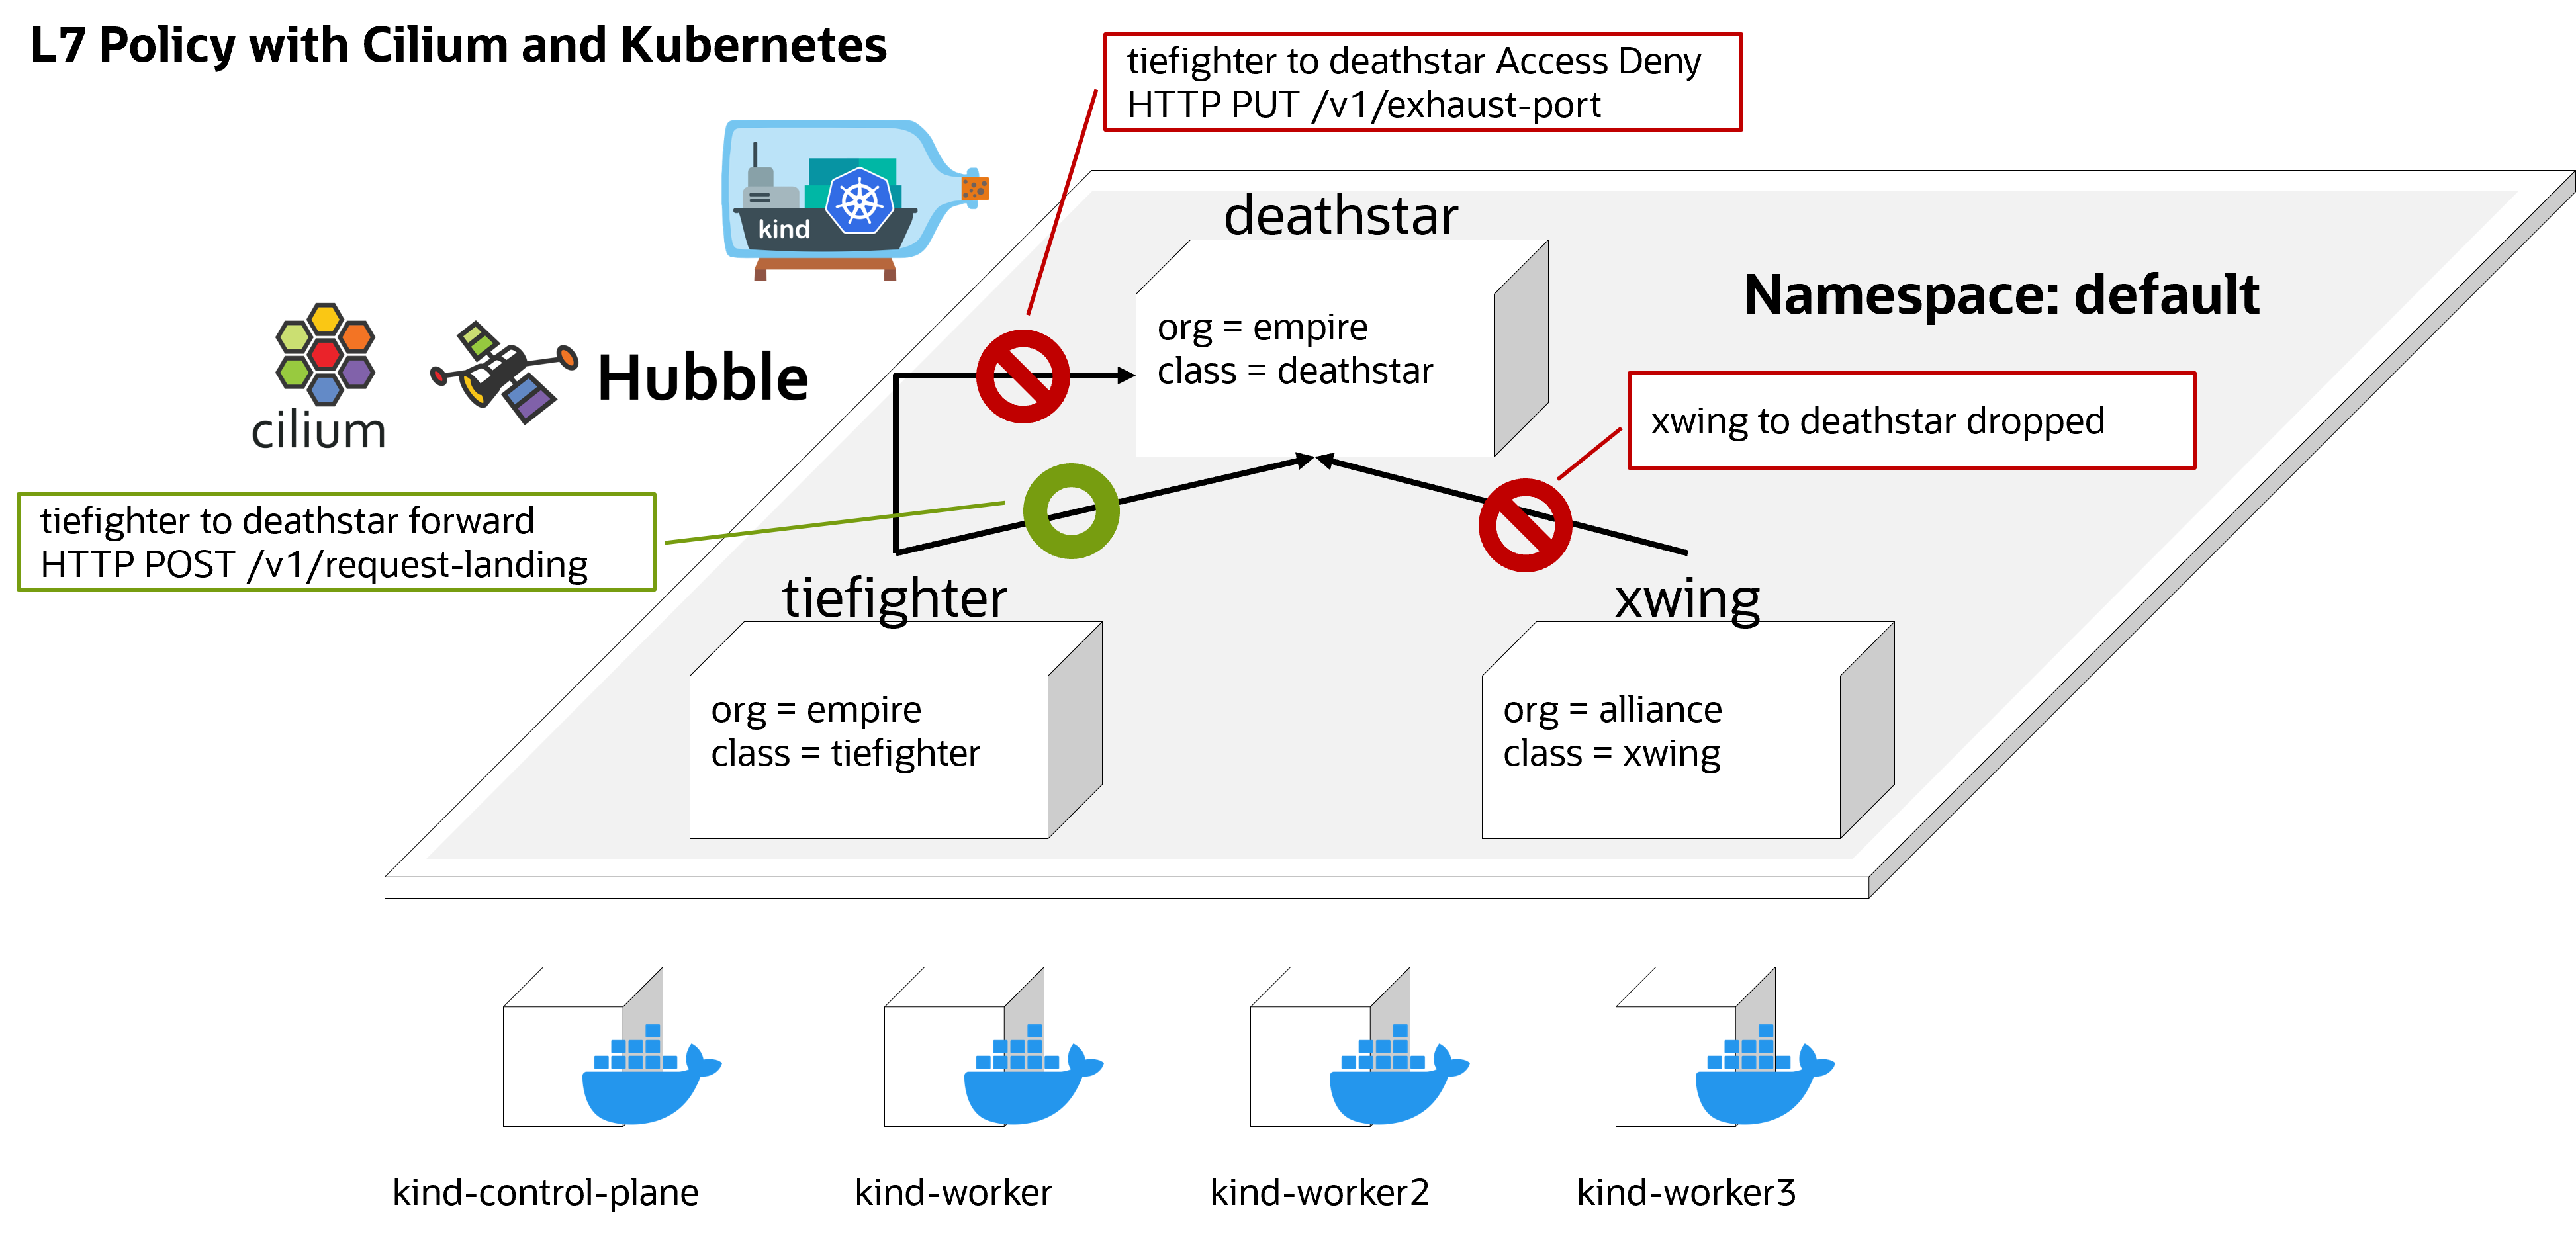 L7 Policy with Cilium and Kubernetes
tiefighter to deathstar Access Deny
HTTP PUT /v1/exhaust-port
kind
deathstar
org = empire
class = deathstar
Namespace: default
cilium
Hubble
xwing to deathstar dropped
tiefighter to deathstar forward
HTTP POST /v1/request-landing
tiefighter
org = empire
class = tiefighter
xwing
org = alliance
class = xwing
kind-control-plane
kind-worker
kind-worker2
kind-worker3